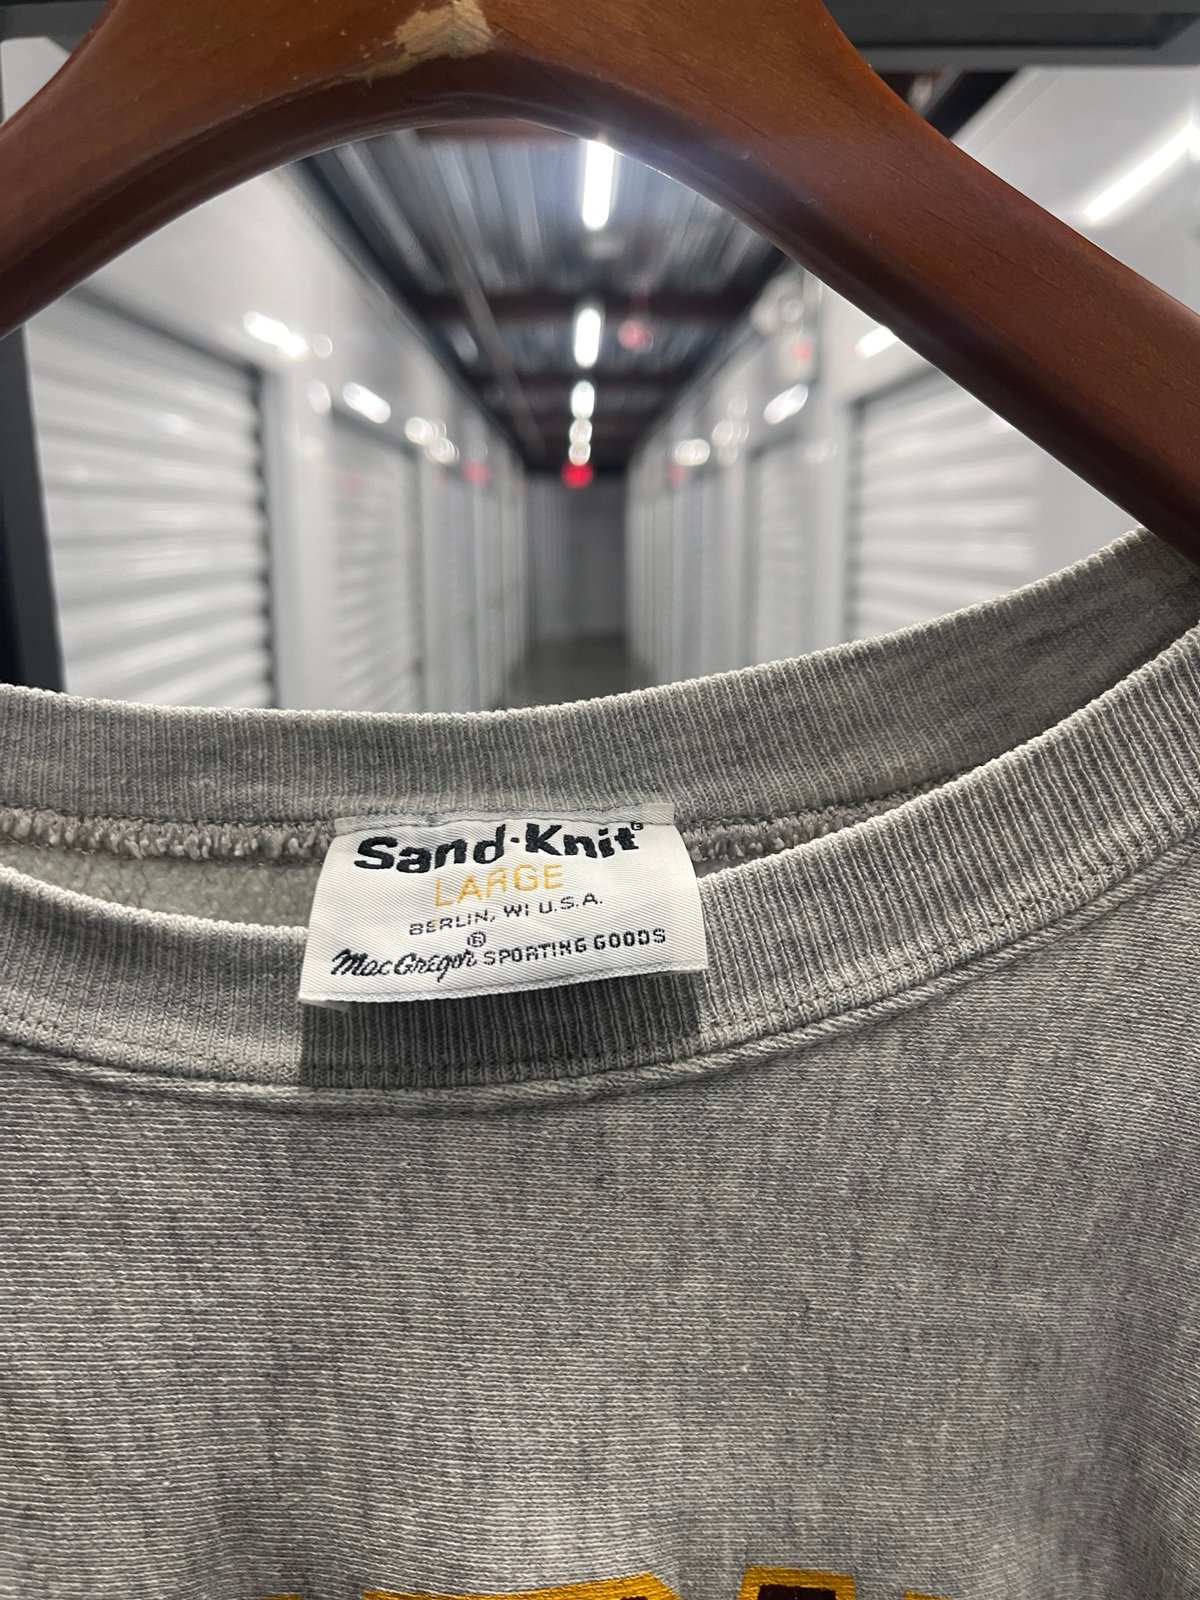 Sand-Knit®
LARGE
BERLIN, WI U.S.A.
®
MacGregor SPORTING GOODS